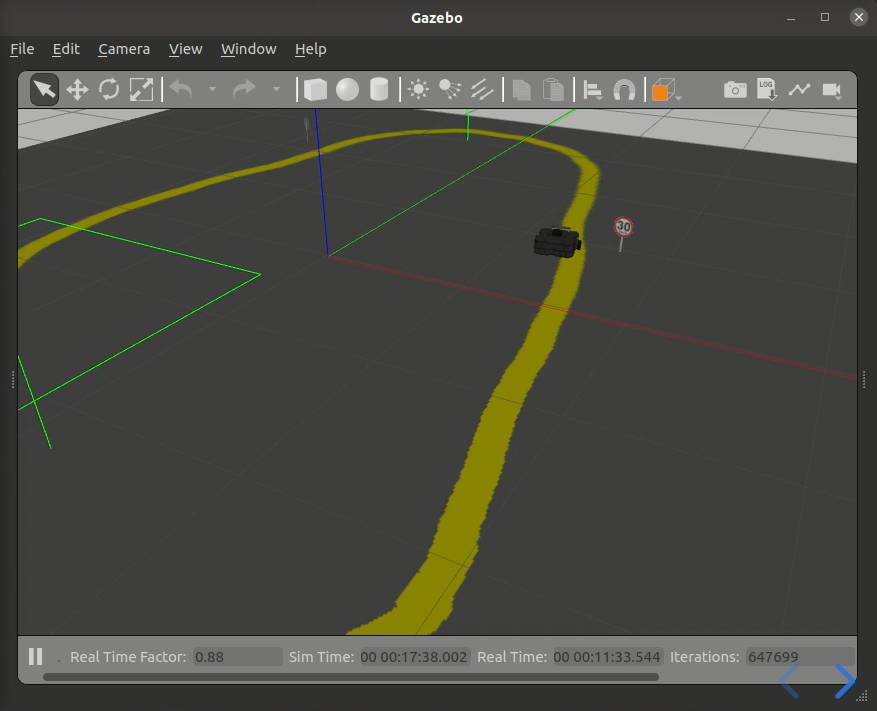 Gazebo
File Edit Camera View Window Help
LOG
30
Real Time Factor: 0.88 Sim Time: 00 00:17:38.002 Real Time: 00 00:11:33.544 Iterations: 647699